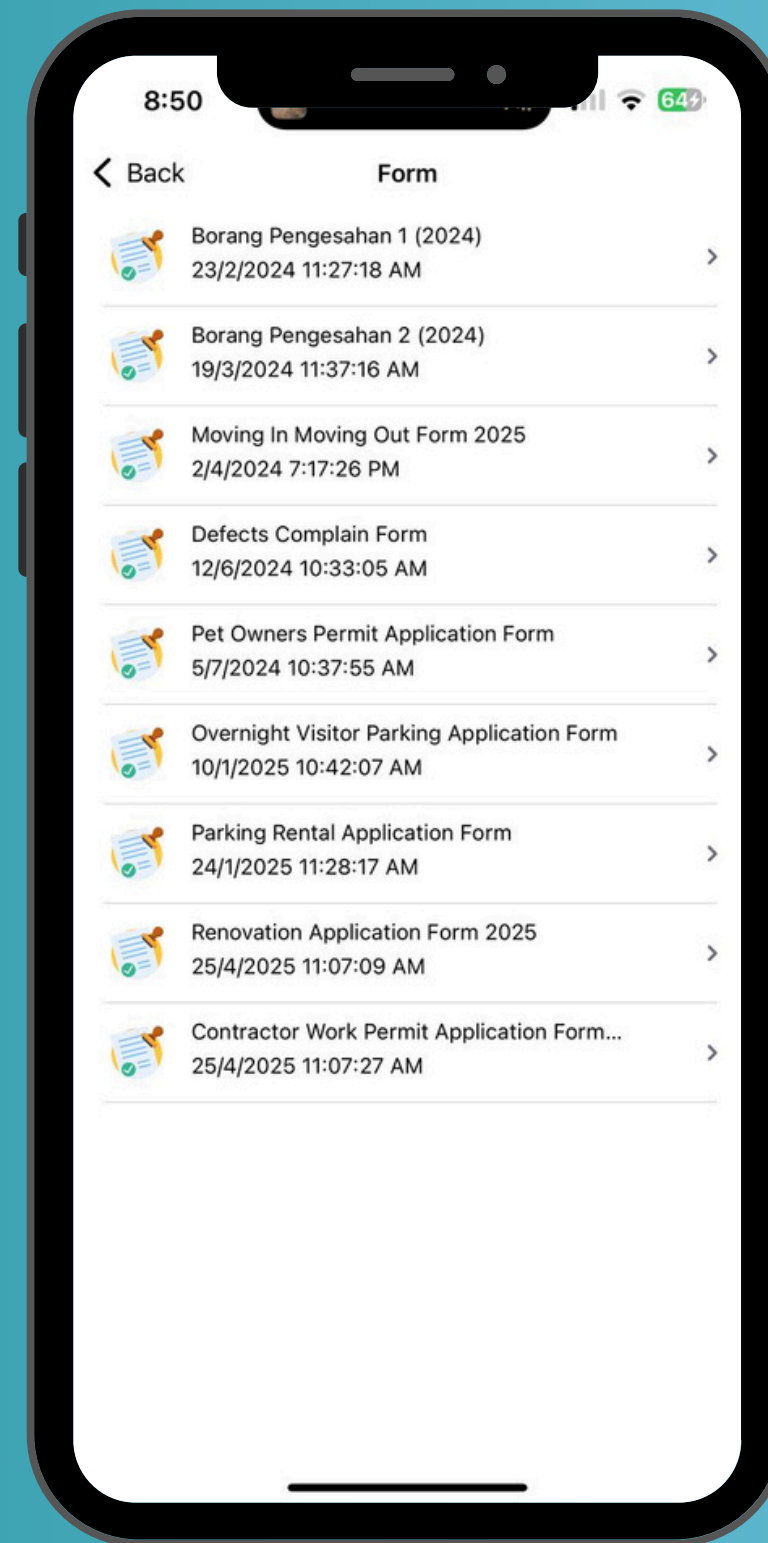 8:50
64
Back
Form
Borang Pengesahan 1 (2024)
23/2/2024 11:27:18 AM
Borang Pengesahan 2 (2024)
19/3/2024 11:37:16 AM
Moving In Moving Out Form 2025
2/4/2024 7:17:26 PM
Defects Complain Form
12/6/2024 10:33:05 AM
Pet Owners Permit Application Form
5/7/2024 10:37:55 AM
Overnight Visitor Parking Application Form
10/1/2025 10:42:07 AM
Parking Rental Application Form
24/1/2025 11:28:17 AM
Renovation Application Form 2025
25/4/2025 11:07:09 AM
Contractor Work Permit Application Form...
25/4/2025 11:07:27 AM